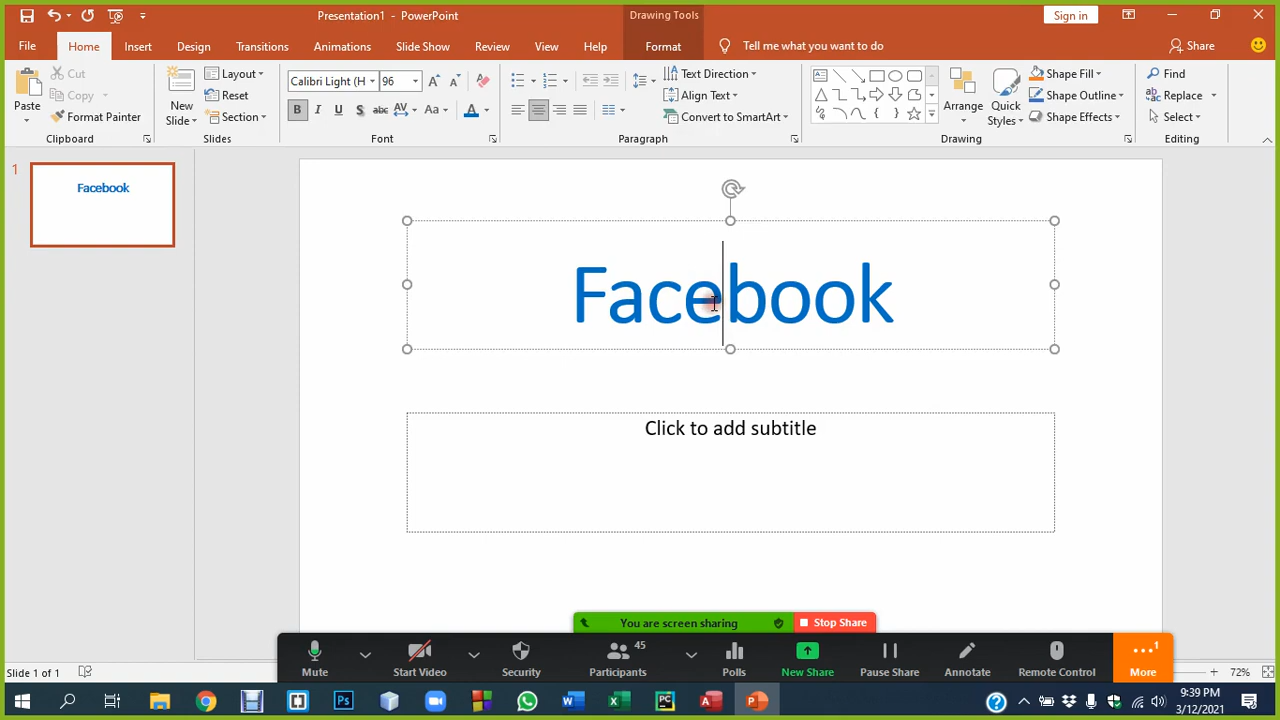 Presentation1 - PowerPoint
Drawing Tools
Sign in
File
Home
Insert
Design
Transitions
Animations
Slide Show
Review
View
Help
Format
Tell me what you want to do
Share
Paste
Cut
Copy
Format Painter
Clipboard
New Slide
Layout
Reset
Section
Slides
Calibri Light (H
96
B I U S abc AV Aa A
Font
Text Direction
Align Text
Convert to SmartArt
Paragraph
Arrange
Quick Styles
Shape Fill
Shape Outline
Shape Effects
Drawing
Find
Replace
Select
Editing
1
Facebook
Facebook
Click to add subtitle
You are screen sharing
Stop Share
Mute
Start Video
Security
Participants
45
Polls
New Share
Pause Share
Annotate
Remote Control
More
1
Slide 1 of 1
72%
9:39 PM
3/12/2021